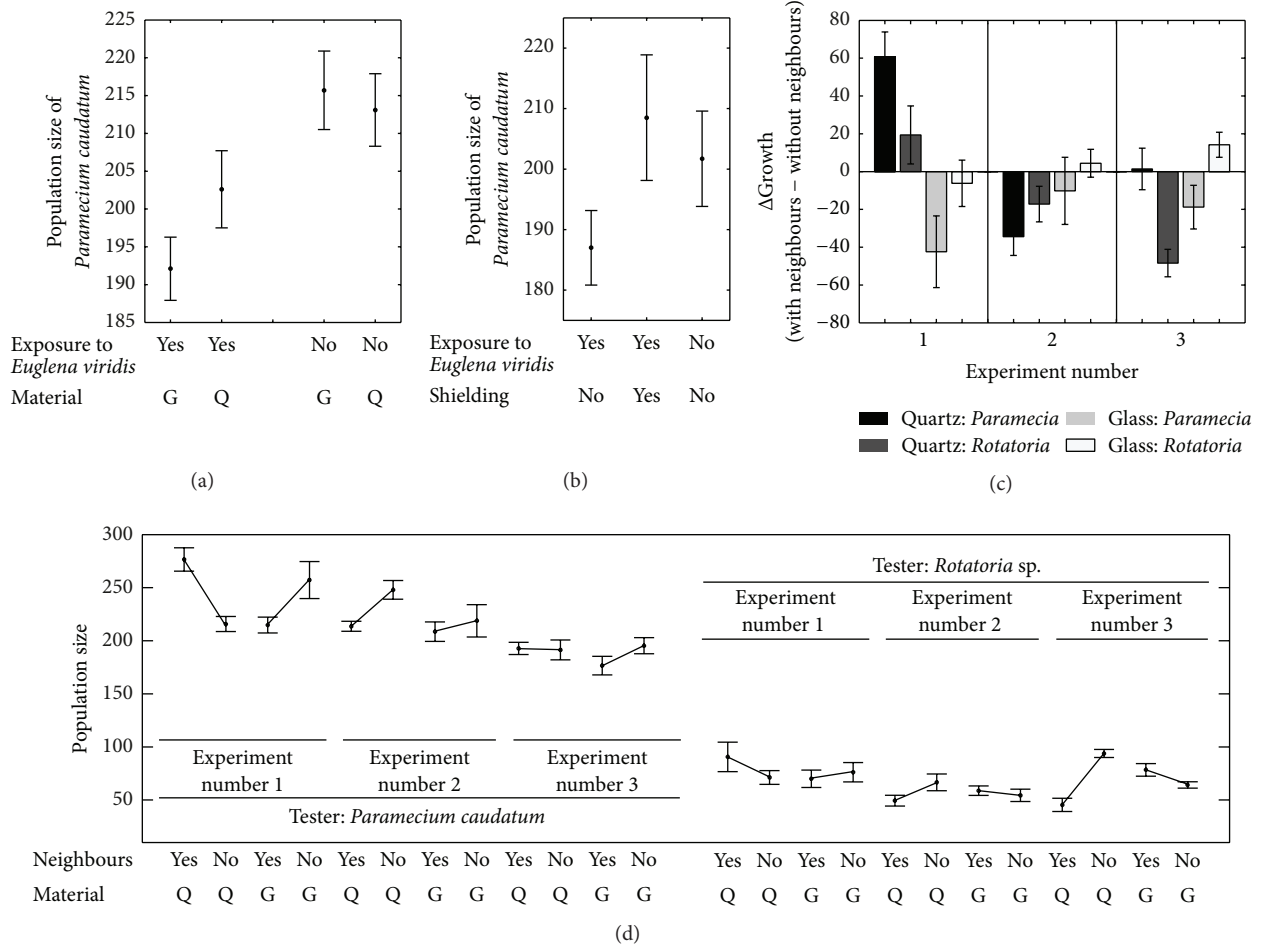 225
220
215
210
205
200
195
190
185
Population size of
Paramecium caudatum
Exposure to
Euglena viridis
Yes Yes No No
Material G Q G Q
(a)
220
210
200
190
180
Population size of
Paramecium caudatum
Exposure to
Euglena viridis
Yes Yes No
Shielding No Yes No
(b)
80
60
40
20
0
−20
−40
−60
−80
ΔGrowth
(with neighbours − without neighbours)
1 2 3
Experiment number
Quartz: Paramecia Glass: Paramecia
Quartz: Rotatoria Glass: Rotatoria
(c)
300
250
200
150
100
50
Population size
Experiment
number 1
Experiment
number 2
Experiment
number 3
Tester: Paramecium caudatum
Tester: Rotatoria sp.
Experiment
number 1
Experiment
number 2
Experiment
number 3
Neighbours Yes No Yes No Yes No Yes No Yes No Yes No Yes No Yes No Yes No Yes No Yes No Yes No
Material Q Q G G Q Q G G Q Q G G Q Q G G Q Q G G Q Q G G
(d)